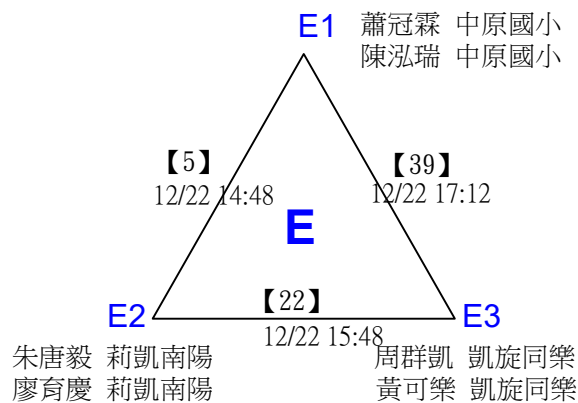 E1 蕭冠霖 中原國小
陳泓瑞 中原國小
【5】
12/22 14:48
【39】
12/22 17:12
E
E2
【22】
12/22 15:48
E3
朱唐毅 莉凱南陽
廖育慶 莉凱南陽
周群凱 凱旋同樂
黃可樂 凱旋同樂